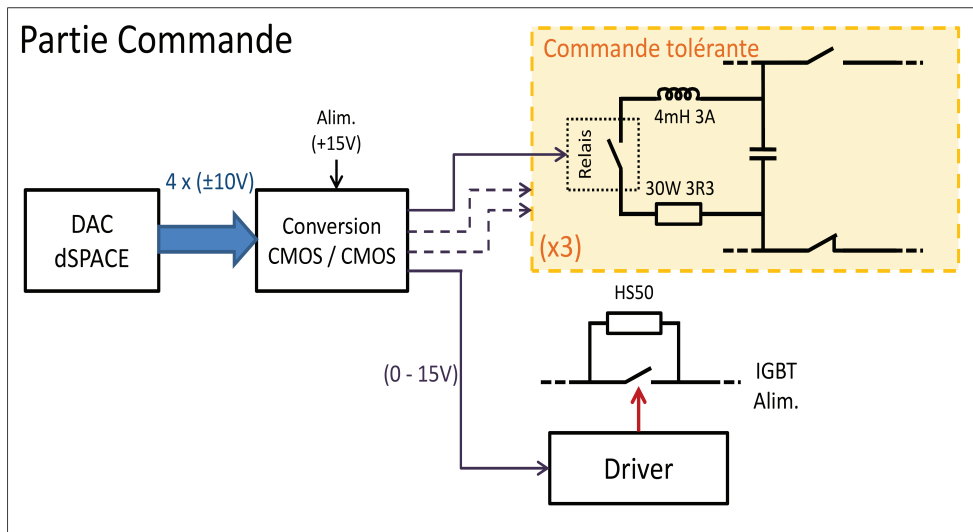 Partie Commande
Commande tolérante
4mH 3A
Relais
30W 3R3
(x3)
Alim.
(+15V)
4 x (±10V)
DAC
dSPACE
Conversion
CMOS / CMOS
HS50
(0 - 15V)
IGBT
Alim.
Driver